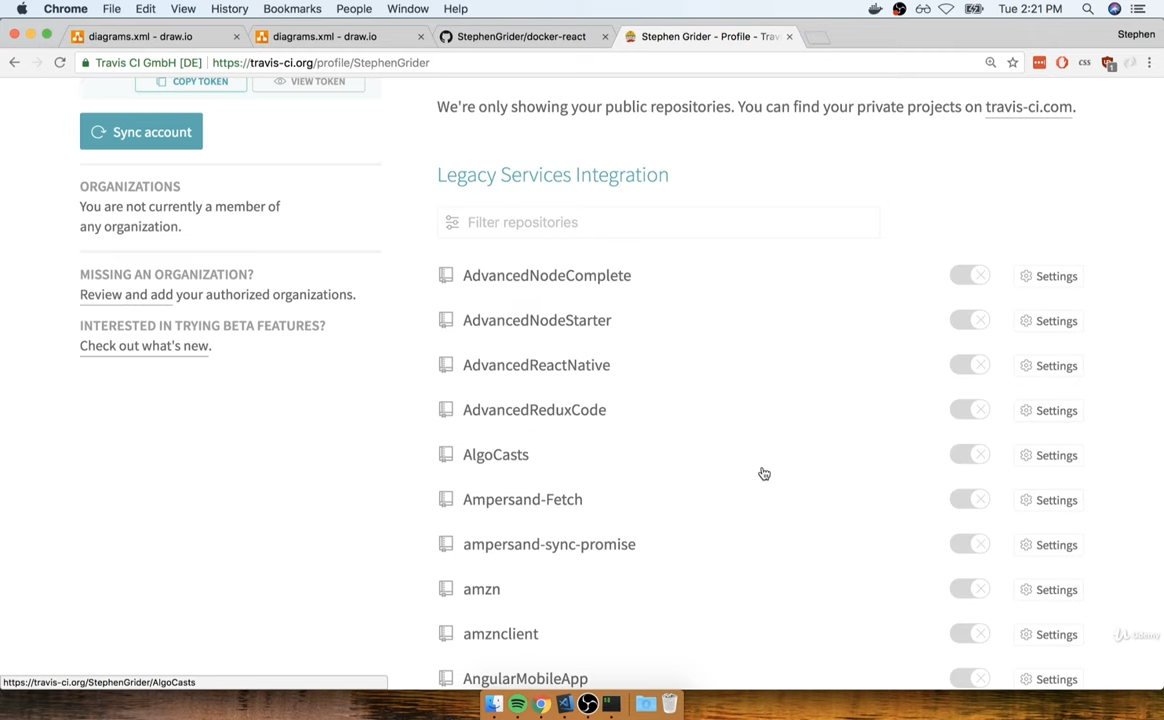 Chrome File Edit View History Bookmarks People Window Help Tue 2:21 PM
diagrams.xml - draw.io diagrams.xml - draw.io StephenGrider/docker-react Stephen Grider - Profile - Trav Stephen
Travis CI GmbH [DE] https://travis-ci.org/profile/StephenGrider css 1
COPY TOKEN VIEW TOKEN
Sync account
ORGANIZATIONS
You are not currently a member of
any organization.
MISSING AN ORGANIZATION?
Review and add your authorized organizations.
INTERESTED IN TRYING BETA FEATURES?
Check out what's new.
We're only showing your public repositories. You can find your private projects on travis-ci.com.
Legacy Services Integration
Filter repositories
AdvancedNodeComplete Settings
AdvancedNodeStarter Settings
AdvancedReactNative Settings
AdvancedReduxCode Settings
AlgoCasts Settings
Ampersand-Fetch Settings
ampersand-sync-promise Settings
amzn Settings
amznclient Settings
AngularMobileApp Settings
Udemy
https://travis-ci.org/StephenGrider/AlgoCasts